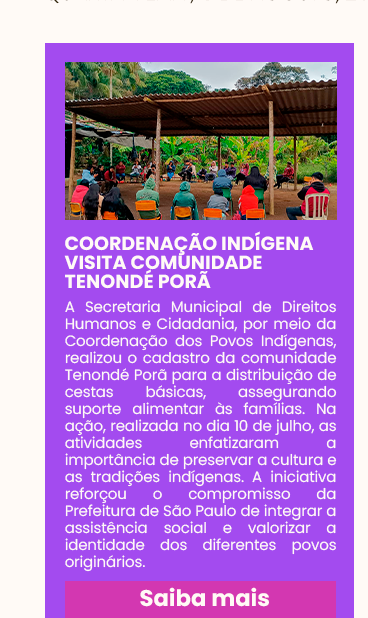 COORDENAÇÃO INDÍGENA
VISITA COMUNIDADE
TENONDÉ PORÃ
A Secretaria Municipal de Direitos
Humanos e Cidadania, por meio da
Coordenação dos Povos Indígenas,
realizou o cadastro da comunidade
Tenondé Porã para a distribuição de
cestas básicas, assegurando
suporte alimentar às famílias. Na
ação, realizada no dia 10 de julho, as
atividades enfatizaram a
importância de preservar a cultura e
as tradições indígenas. A iniciativa
reforçou o compromisso da
Prefeitura de São Paulo de integrar a
assistência social e valorizar a
identidade dos diferentes povos
originários.
Saiba mais